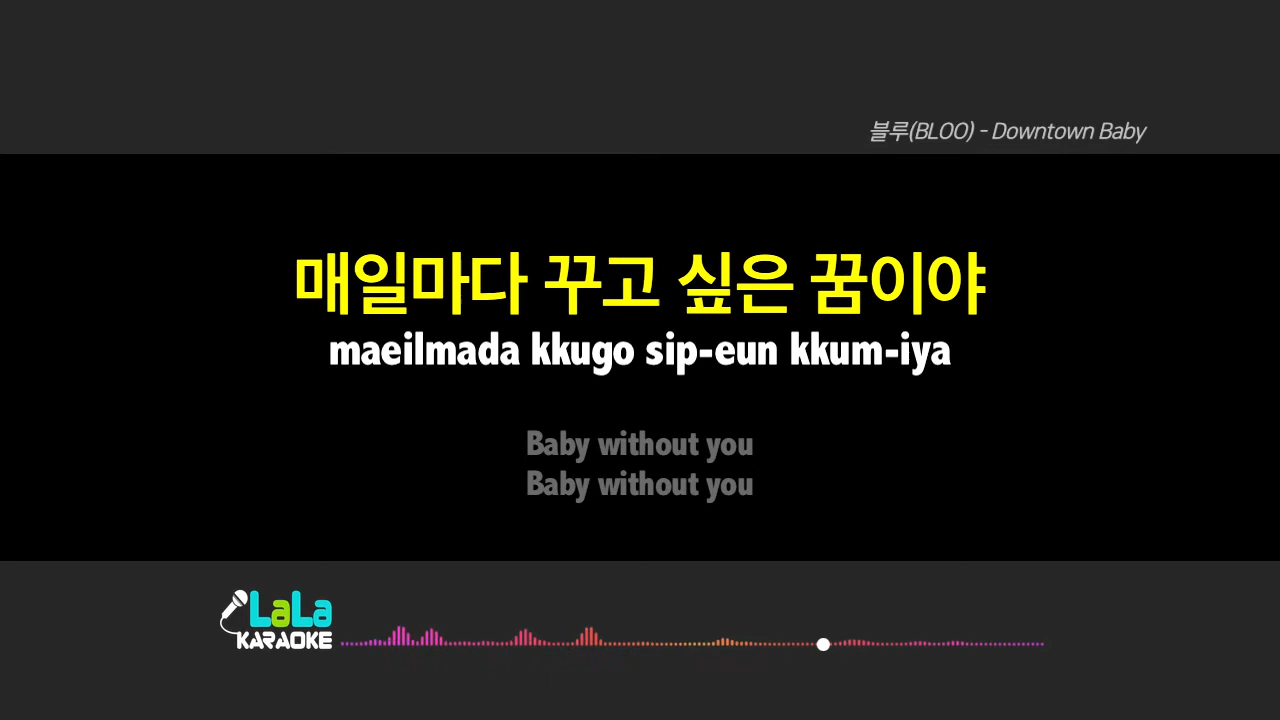 블루(BLOO) - Downtown Baby
매일마다 꾸고 싶은 꿈이야
maeilmada kkugo sip-eun kkum-iya
Baby without you
Baby without you
LaLa
KARAOKE